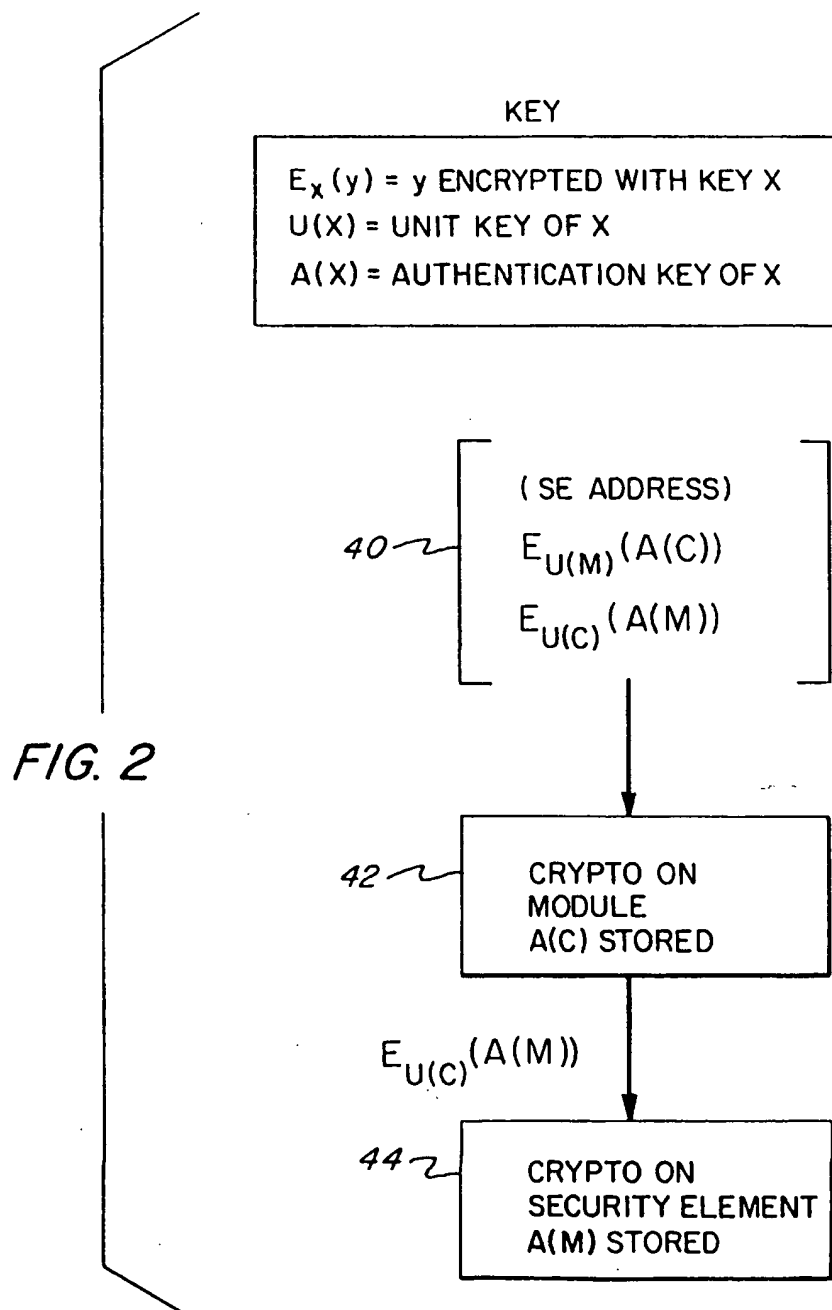 KEY
E_X(y) = y ENCRYPTED WITH KEY X
U(X) = UNIT KEY OF X
A(X) = AUTHENTICATION KEY OF X
(SE ADDRESS)
40
E_U(M)(A(C))
E_U(C)(A(M))
FIG. 2
42
CRYPTO ON
MODULE
A(C) STORED
E_U(C)(A(M))
44
CRYPTO ON
SECURITY ELEMENT
A(M) STORED